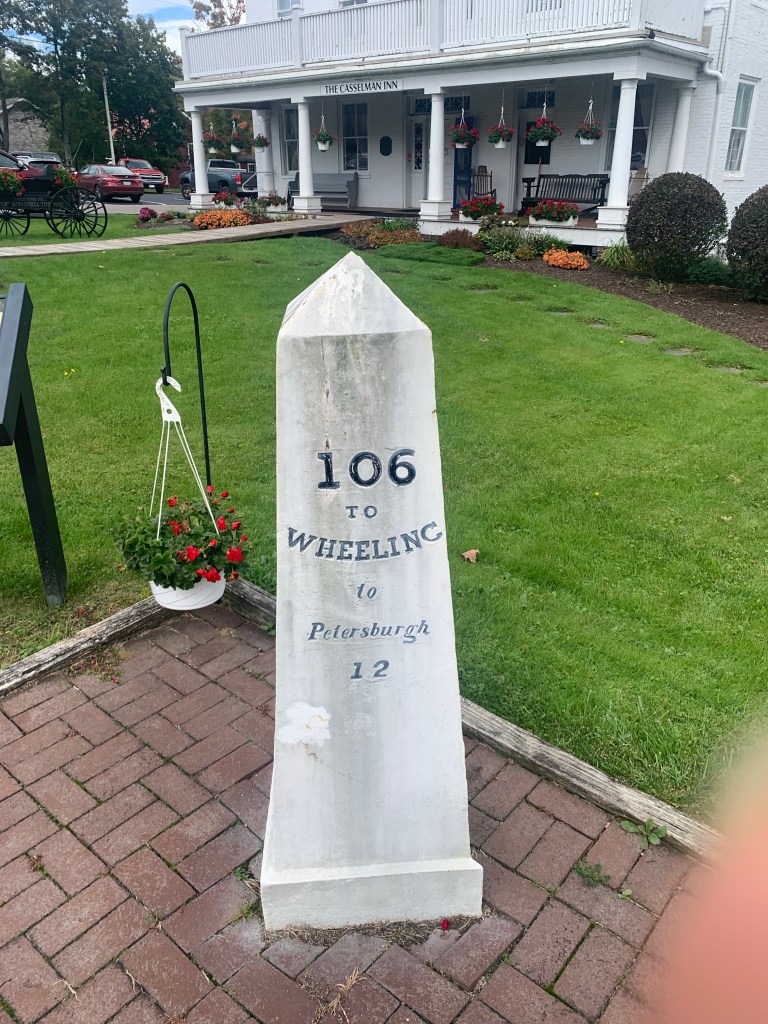 THE CASSELMAN INN
106
TO
WHEELING
to
Petersburgh
12